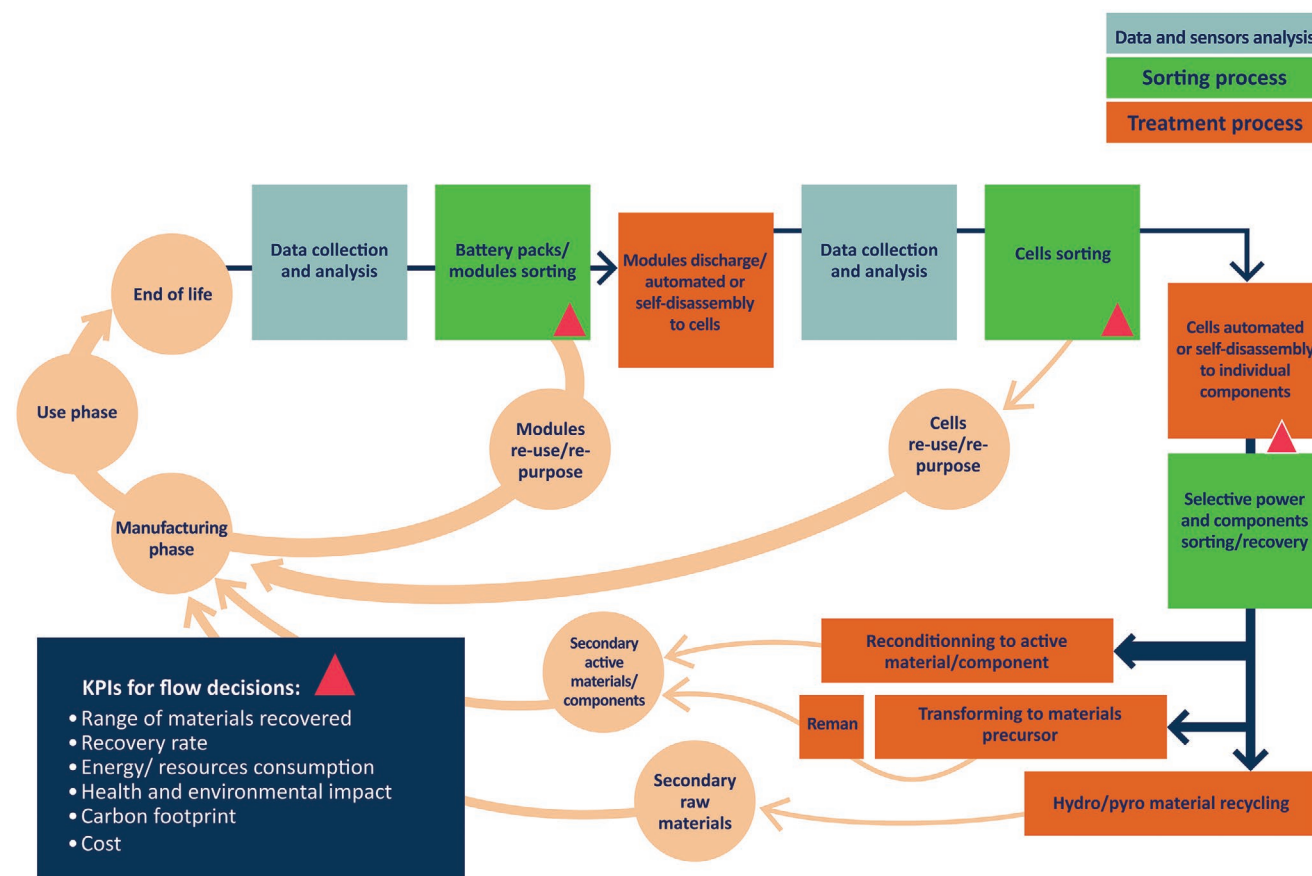 Data and sensors analysis
Sorting process
Treatment process
End of life
Data collection
and analysis
Battery packs/
modules sorting
Modules discharge/
automated or
self-disassembly
to cells
Data collection
and analysis
Cells sorting
Cells automated
or self-disassembly
to individual
components
Use phase
Modules
re-use/re-
purpose
Cells
re-use/re-
purpose
Manufacturing
phase
Selective power
and components
sorting/recovery
Secondary
active
materials/
components
Reconditionning to active
material/component
Reman
Transforming to materials
precursor
Secondary
raw
materials
Hydro/pyro material recycling
KPIs for flow decisions:
• Range of materials recovered
• Recovery rate
• Energy/ resources consumption
• Health and environmental impact
• Carbon footprint
• Cost